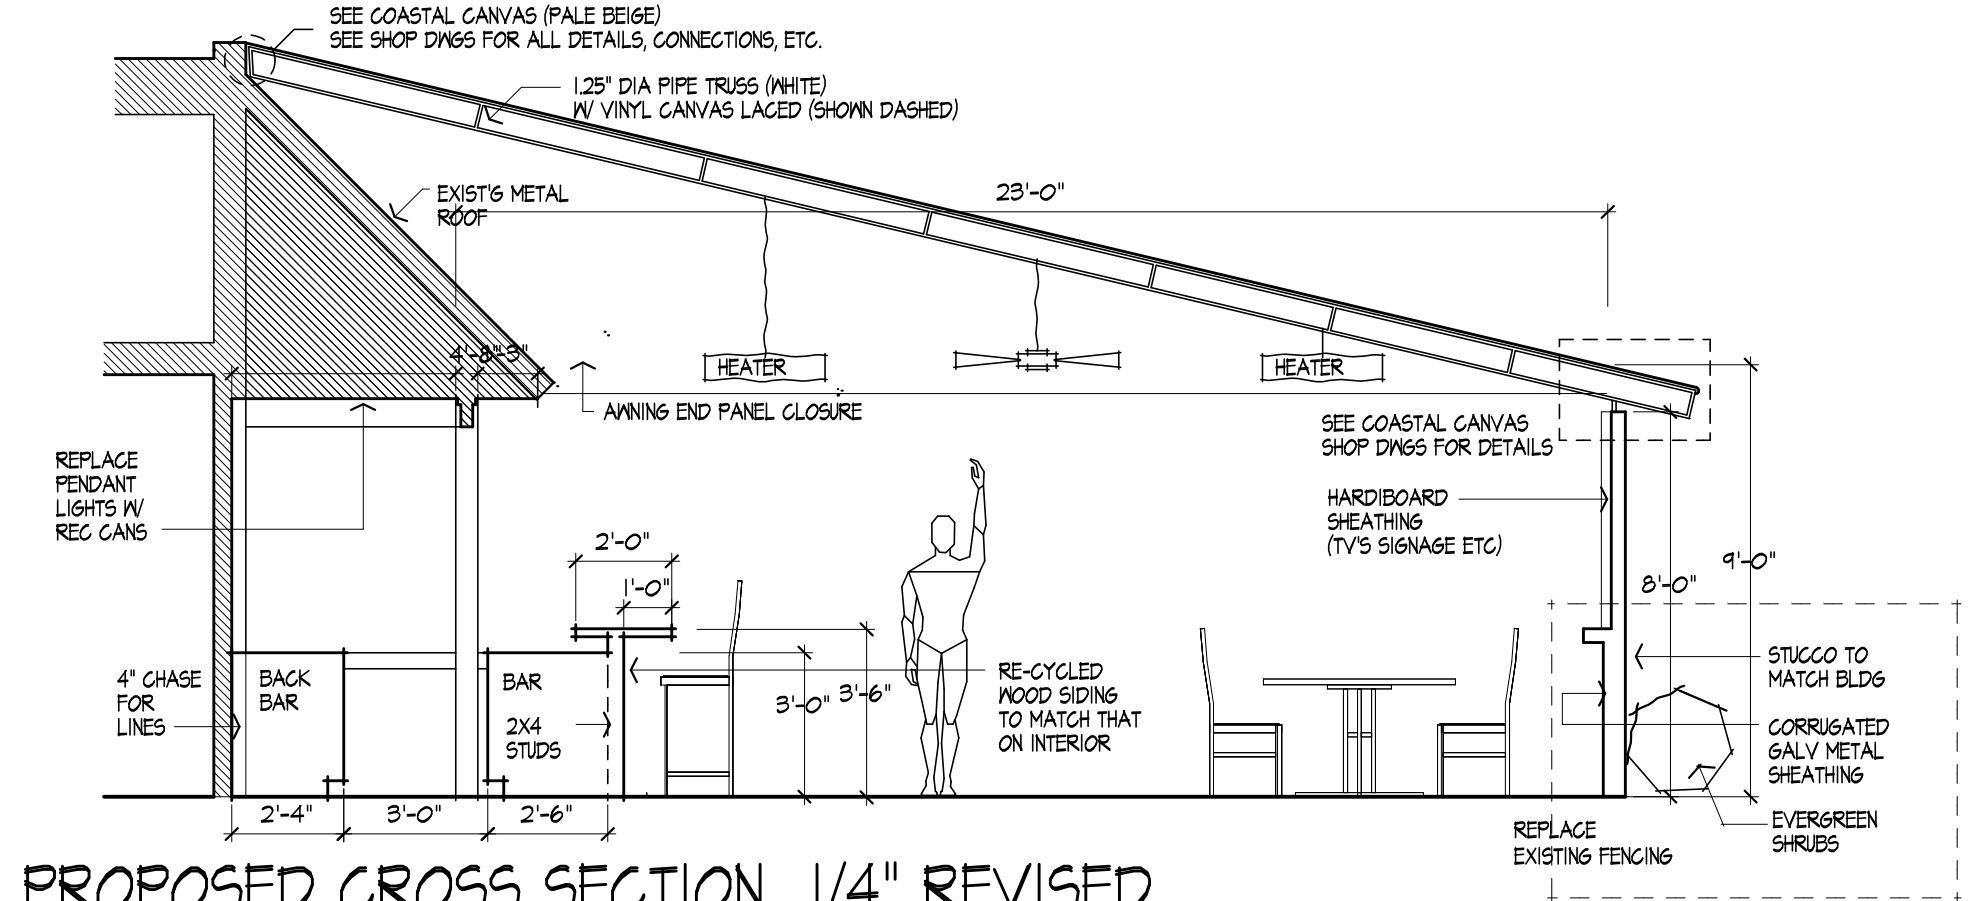 SEE COASTAL CANVAS (PALE BEIGE)
SEE SHOP DWGS FOR ALL DETAILS, CONNECTIONS, ETC.
1.25" DIA PIPE TRUSS (WHITE)
W/ VINYL CANVAS LACED (SHOWN DASHED)
EXIST'G METAL
ROOF
23'-0"
4'-8"
HEATER
HEATER
AWNING END PANEL CLOSURE
SEE COASTAL CANVAS
SHOP DWGS FOR DETAILS
REPLACE
PENDANT
LIGHTS W/
REC CANS
HARDIBOARD
SHEATHING
(TV'S SIGNAGE ETC)
2'-0"
1'-0"
9'-0"
8'-0"
4" CHASE
FOR
LINES
BACK
BAR
BAR
2X4
STUDS
3'-0"
3'-6"
RE-CYCLED
WOOD SIDING
TO MATCH THAT
ON INTERIOR
STUCCO TO
MATCH BLDG
CORRUGATED
GALV METAL
SHEATHING
EVERGREEN
SHRUBS
REPLACE
EXISTING FENCING
2'-4"
3'-0"
2'-6"
PROPOSED CROSS SECTION 1/4" REVISED